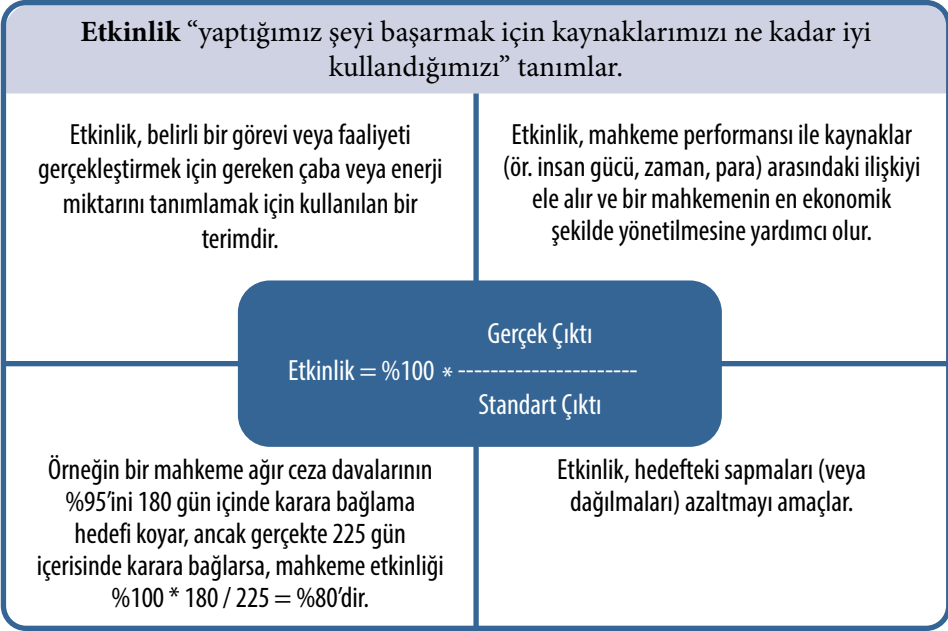 Etkinlik “yaptığımız şeyi başarmak için kaynaklarımızı ne kadar iyi
kullandığımızı” tanımlar.
Etkinlik, belirli bir görevi veya faaliyeti
gerçekleştirmek için gereken çaba veya enerji
miktarını tanımlamak için kullanılan bir
terimdir.
Etkinlik, mahkeme performansı ile kaynaklar
(ör. insan gücü, zaman, para) arasındaki ilişkiyi
ele alır ve bir mahkemenin en ekonomik
şekilde yönetilmesine yardımcı olur.
Gerçek Çıktı
Etkinlik = %100 * ----------------------
Standart Çıktı
Örneğin bir mahkeme ağır ceza davalarının
%95’ini 180 gün içinde karara bağlama
hedefi koyar, ancak gerçekte 225 gün
içerisinde karara bağlarsa, mahkeme etkinliği
%100 * 180 / 225 = %80’dir.
Etkinlik, hedefteki sapmaları (veya
dağılmaları) azaltmayı amaçlar.